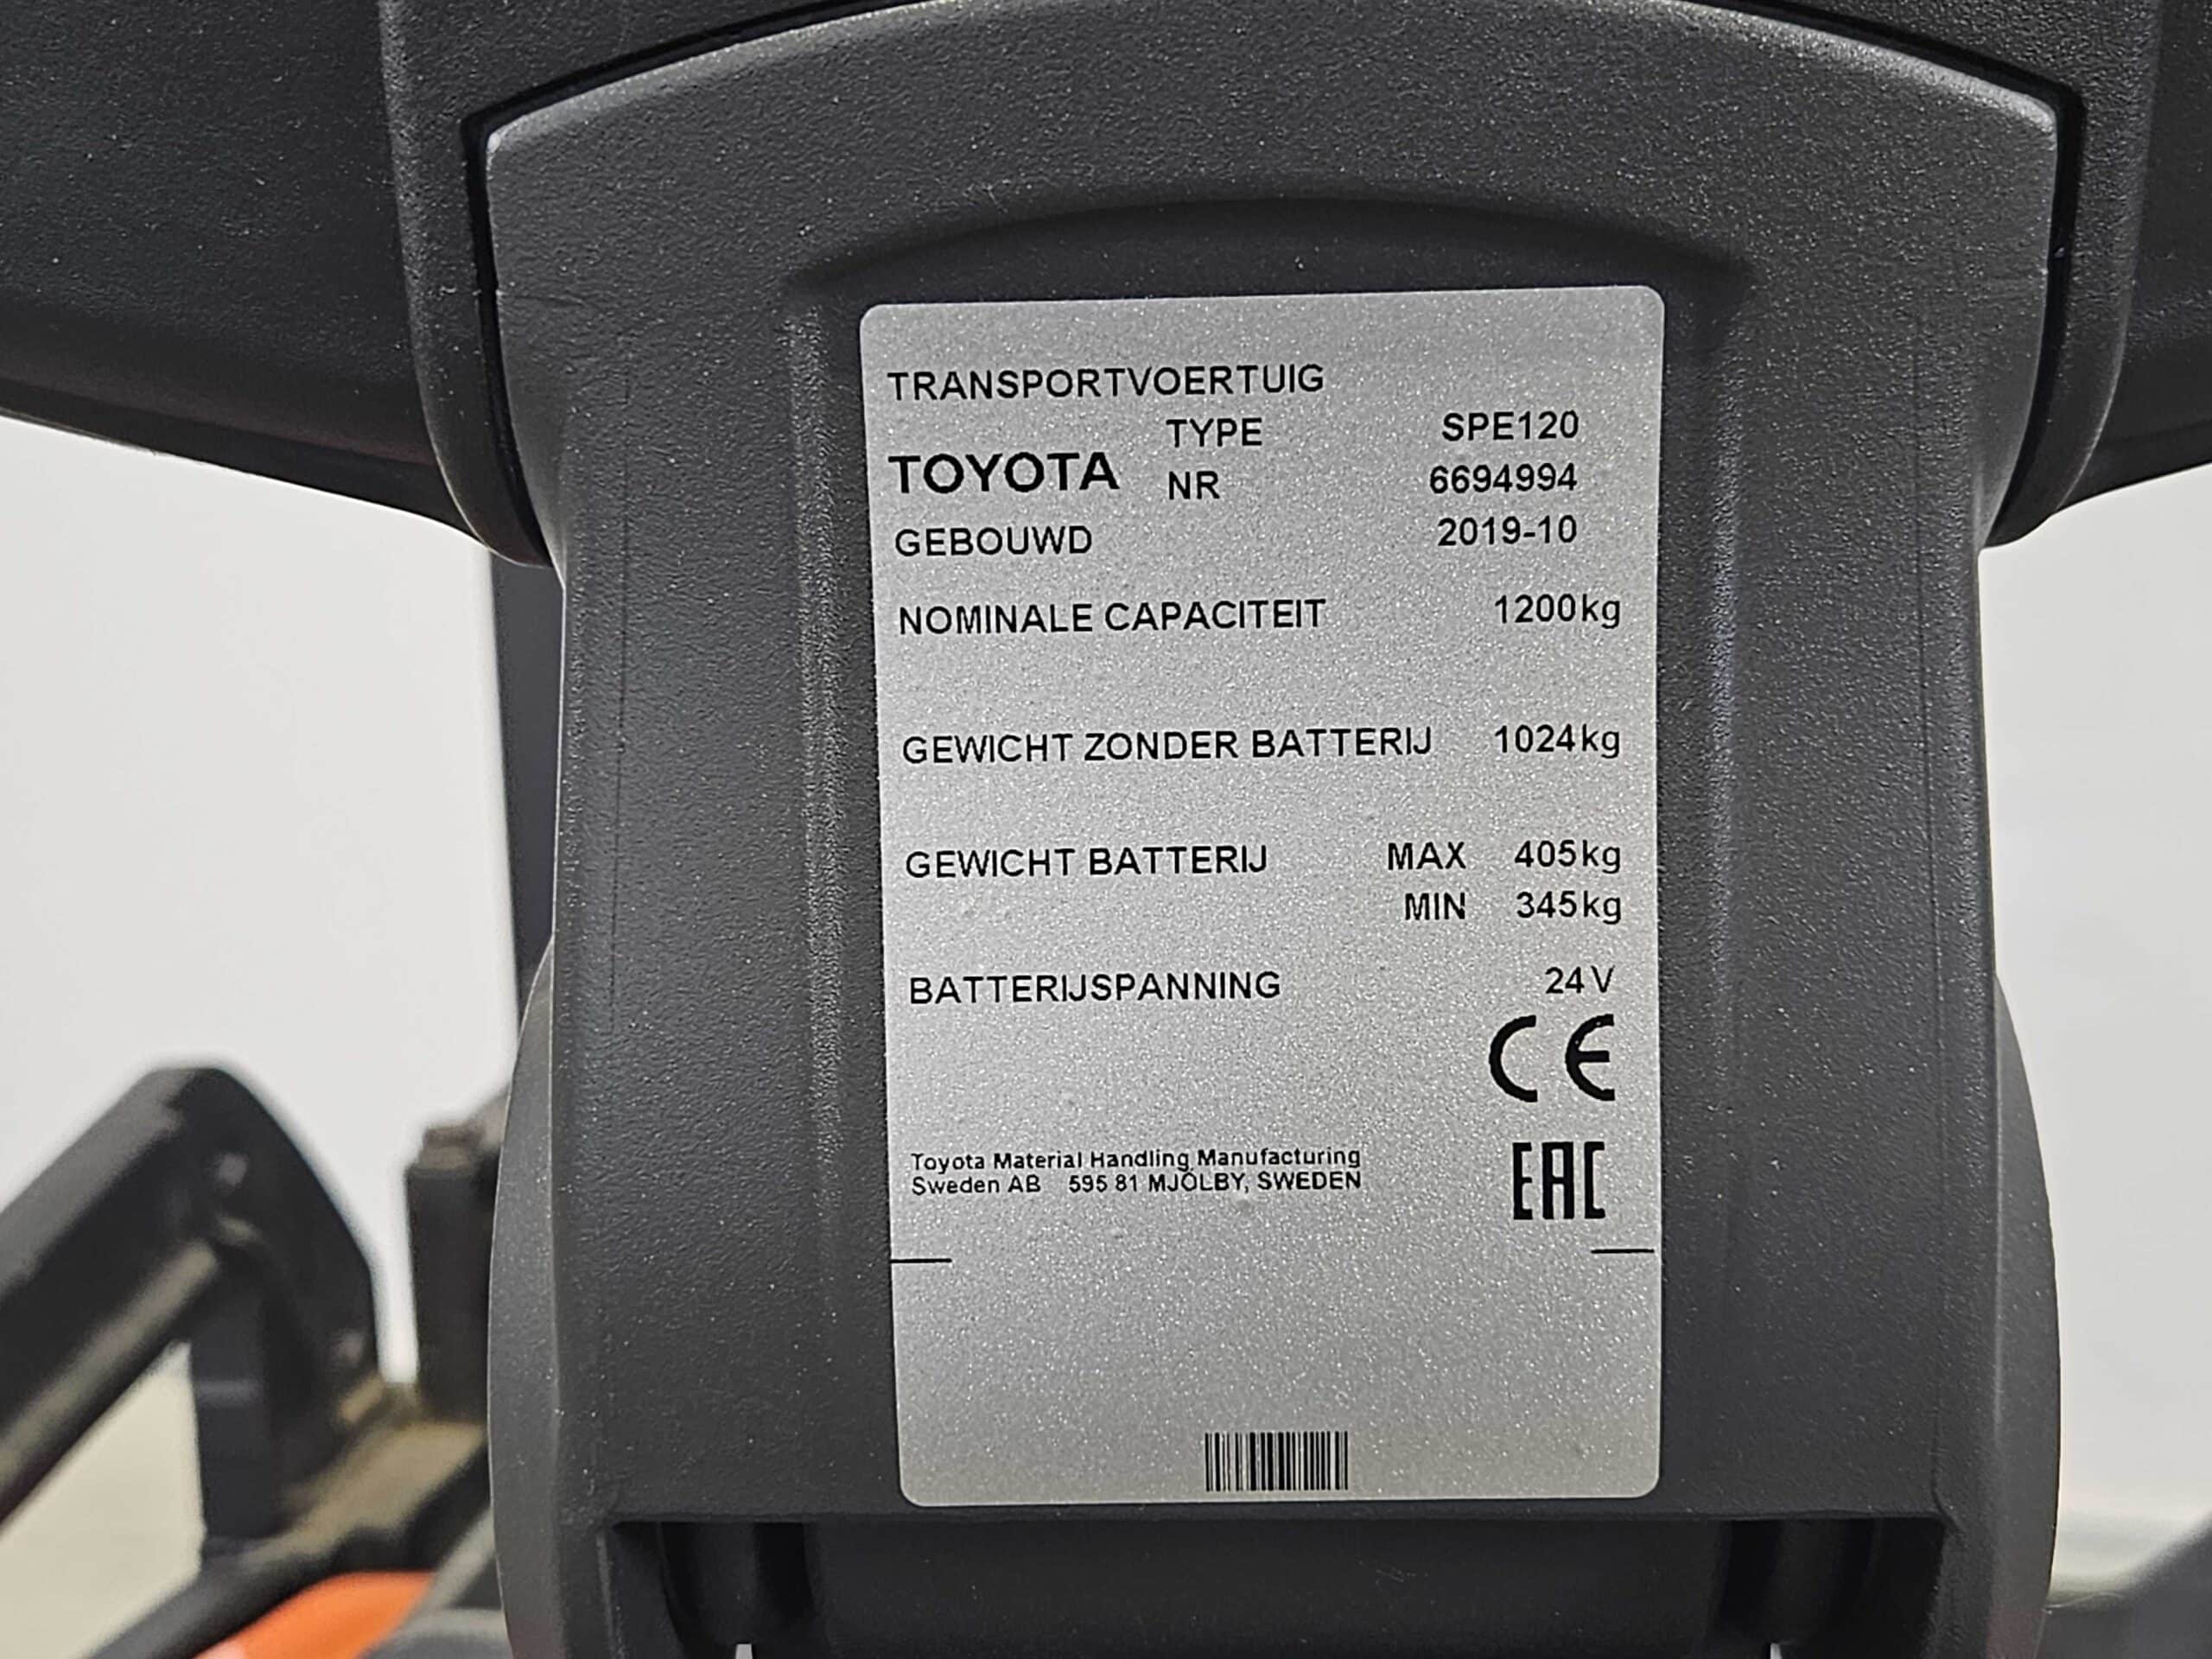 TRANSPORTVOERTUIG
TYPE SPE120
TOYOTA NR 6694994
GEBOUWD 2019-10
NOMINALE CAPACITEIT 1200kg
GEWICHT ZONDER BATTERIJ 1024kg
GEWICHT BATTERIJ MAX 405kg
MIN 345kg
BATTERIJSPANNING 24V
CE
Toyota Material Handling Manufacturing
Sweden AB 595 81 MJÖLBY, SWEDEN
EAC